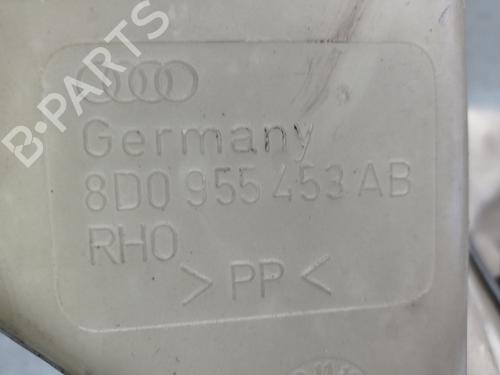 B-PARTS
Germany
8D0 955 453 AB
RHO
> PP <